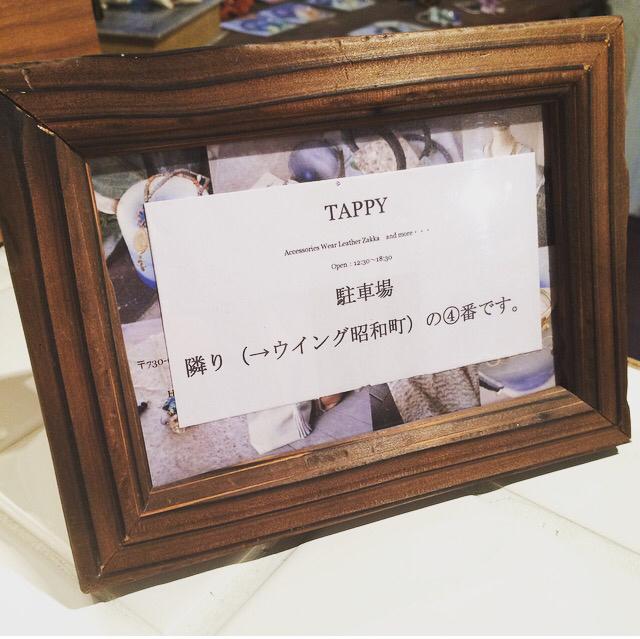 TAPPY
Accessories Wear Leather Zakka and more・・・
Open : 12:30～18:30
駐車場
隣り（→ウイング昭和町）の④番です。
〒730-